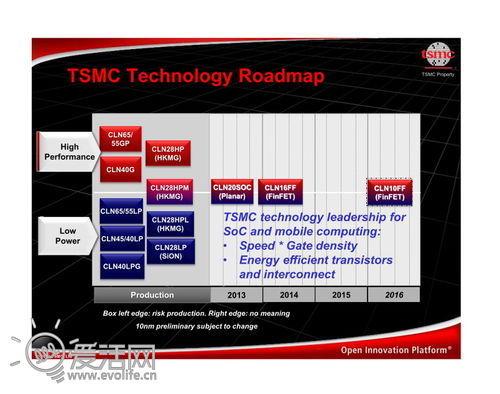 TSMC Technology Roadmap
tsmc
TSMC Property
High
Performance
CLN65/
55GP
CLN28HP
(HKMG)
CLN40G
CLN28HPM
(HKMG)
CLN20SOC
(Planar)
CLN16FF
(FinFET)
CLN10FF
(FinFET)
Low
Power
CLN65/55LP
CLN28HPL
(HKMG)
CLN45/40LP
CLN28LP
(SiON)
CLN40LPG
TSMC technology leadership for
SoC and mobile computing:
• Speed * Gate density
• Energy efficient transistors
and interconnect
Production 2013 2014 2015 2016
Box left edge: risk production. Right edge: no meaning
10nm preliminary subject to change
爱活网
www.evolife.cn
Open Innovation Platform®